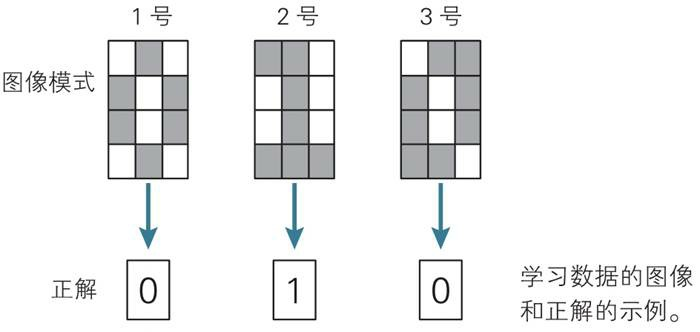 1 号 2 号 3 号
图像模式
正解 0 1 0
学习数据的图像
和正解的示例。